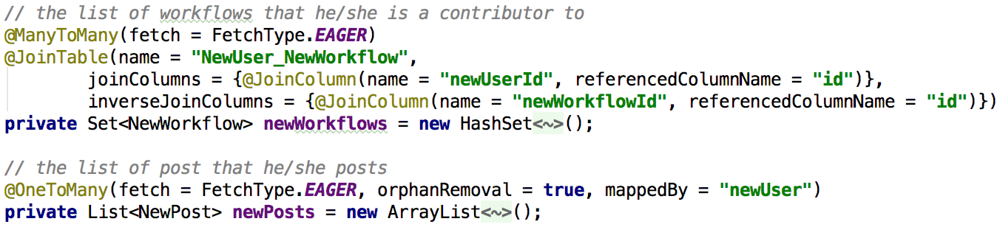 // the list of workflows that he/she is a contributor to
@ManyToMany(fetch = FetchType.EAGER)
@JoinTable(name = "NewUser_NewWorkflow",
        joinColumns = {@JoinColumn(name = "newUserId", referencedColumnName = "id")},
        inverseJoinColumns = {@JoinColumn(name = "newWorkflowId", referencedColumnName = "id")})
private Set<NewWorkflow> newWorkflows = new HashSet<~>();
// the list of post that he/she posts
@OneToMany(fetch = FetchType.EAGER, orphanRemoval = true, mappedBy = "newUser")
private List<NewPost> newPosts = new ArrayList<~>();